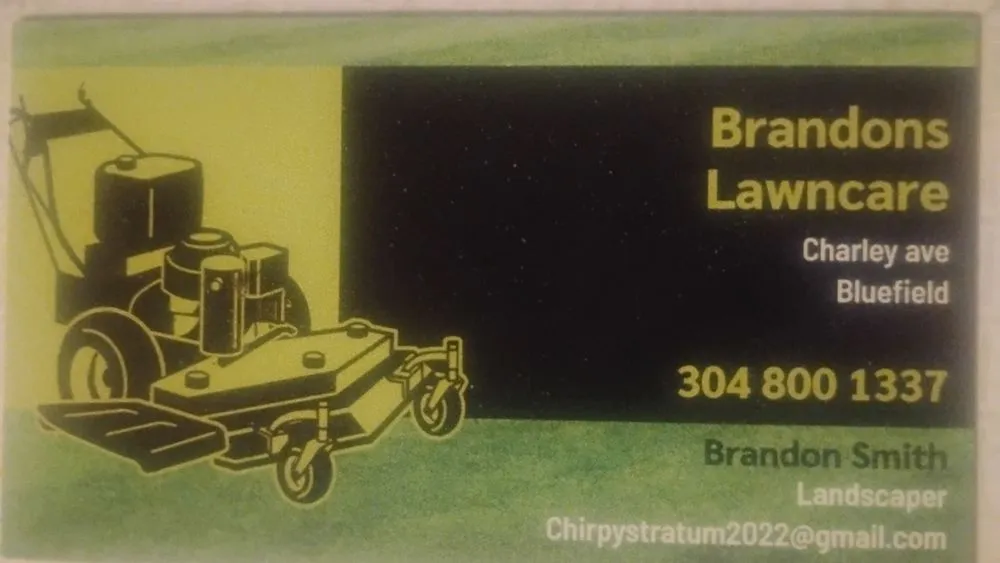 Brandons
Lawncare
Charley ave
Bluefield
304 800 1337
Brandon Smith
Landscaper
Chirpystratum2022@gmail.com